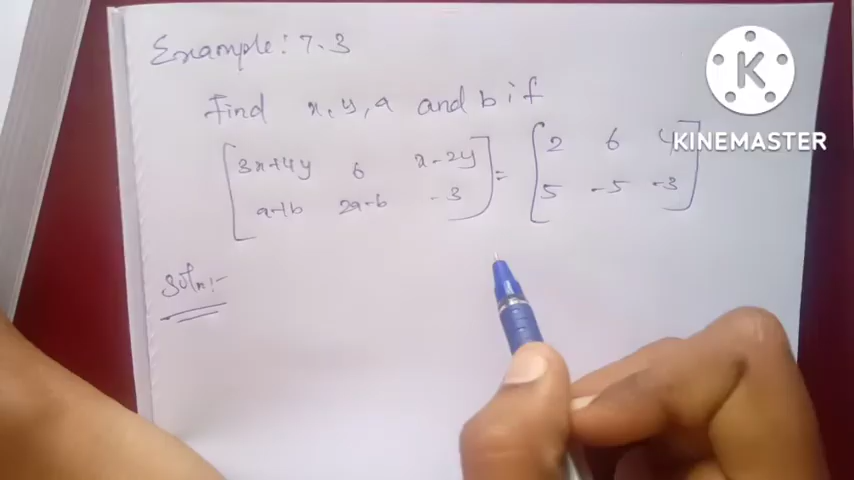 Example: 7.3
Find x, y, a and b if
[3x+4y 6 x-2y] = [2 6 4]
[a+b 2a-b -3] [5 -5 -3]
Soln:-
K
KINEMASTER